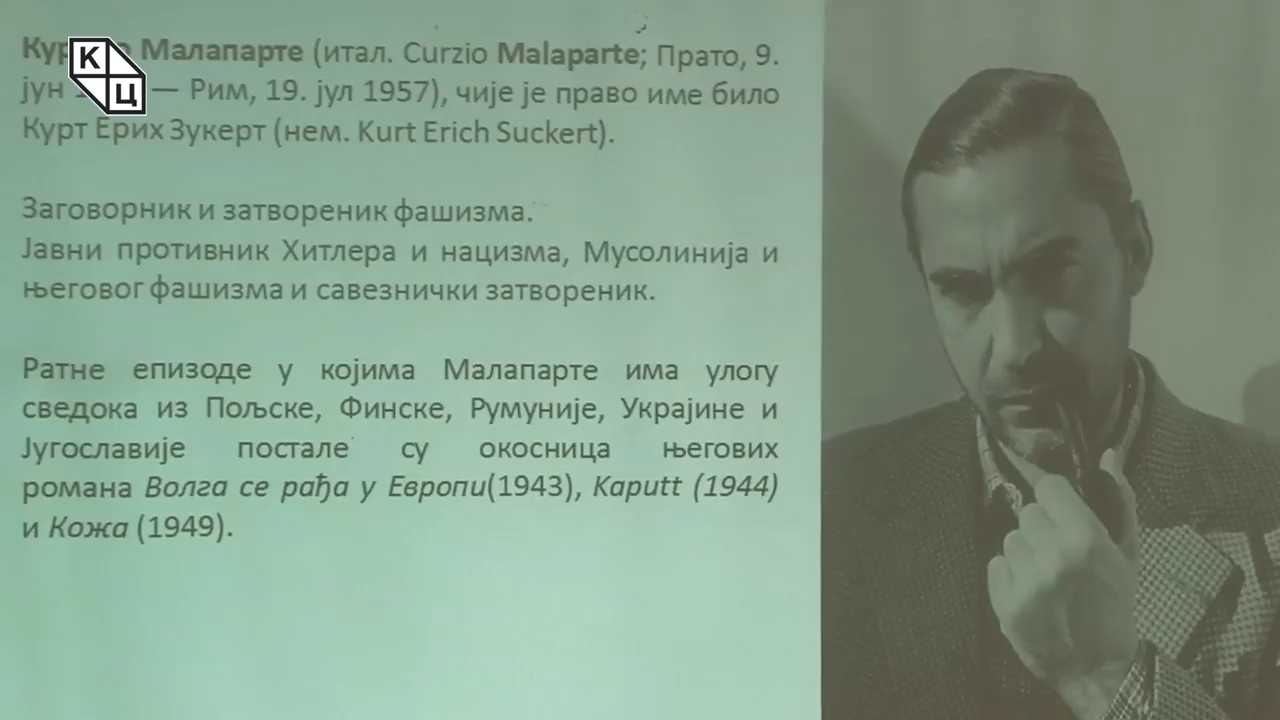 Малапарте (итал. Curzio Malaparte; Прато, 9.
јун — Рим, 19. јул 1957), чије је право име било
Курт Ерих Зукерт (нем. Kurt Erich Suckert).
Заговорник и затвореник фашизма.
Јавни противник Хитлера и нацизма, Мусолинија и
његовог фашизма и савезнички затвореник.
Ратне епизоде у којима Малапарте има улогу
сведока из Пољске, Финске, Румуније, Украјине и
Југославије постале су окосница његових
романа Волга се рађа у Европи(1943), Kaputt (1944)
и Кожа (1949).
К
Ц